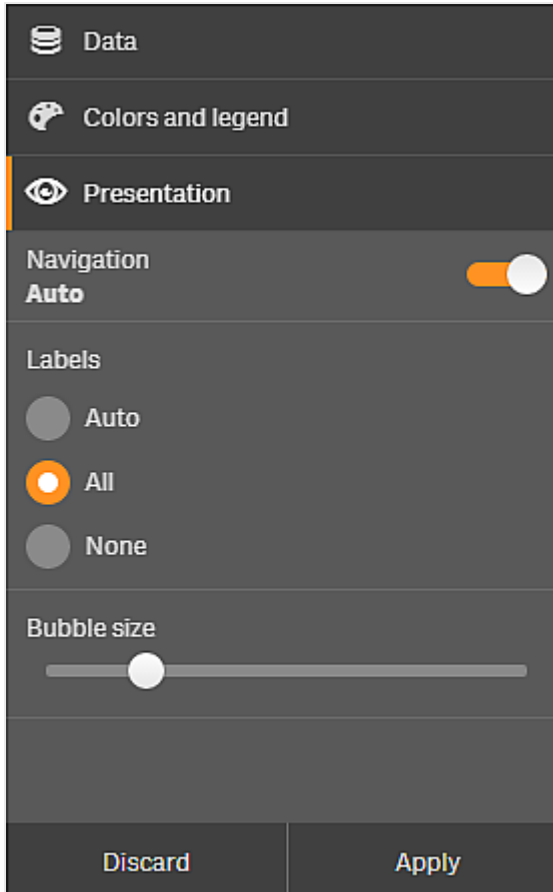 Data
Colors and legend
Presentation
Navigation
Auto
Labels
Auto
All
None
Bubble size
Discard Apply